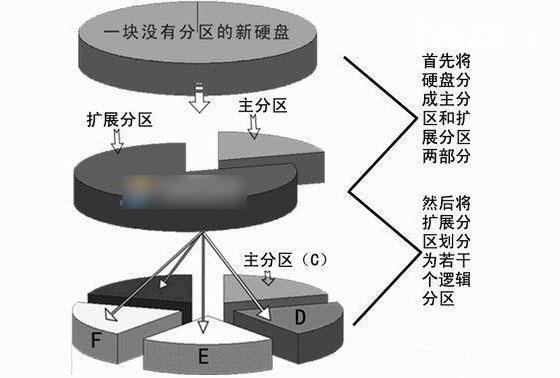 一块没有分区的新硬盘
扩展分区
主分区
首先将
硬盘分
成主分
区和扩
展分区
两部分
主分区（C）
F
E
D
然后将
扩展分
区划分
为若干
个逻辑
分区